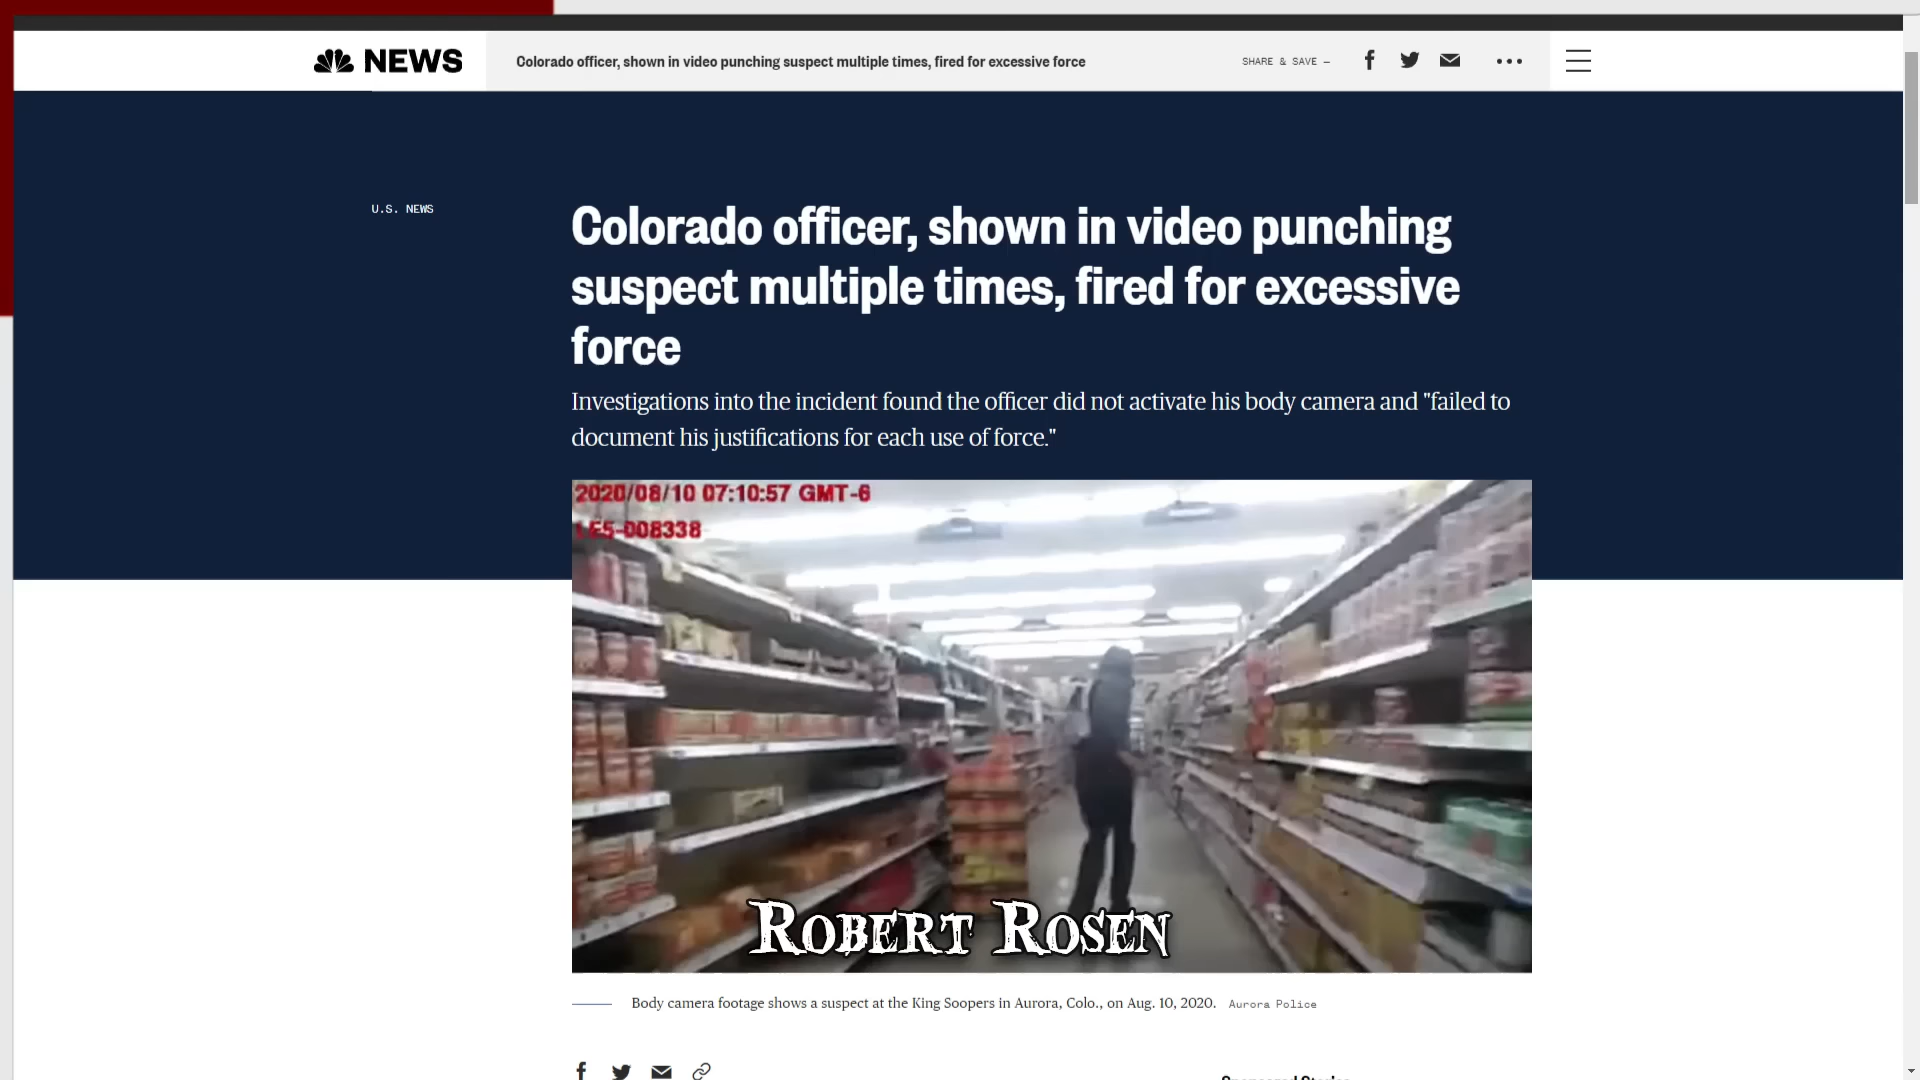 NEWS
Colorado officer, shown in video punching suspect multiple times, fired for excessive force
SHARE & SAVE —
U.S. NEWS
Colorado officer, shown in video punching
suspect multiple times, fired for excessive
force
Investigations into the incident found the officer did not activate his body camera and "failed to
document his justifications for each use of force."
2020/08/10 07:10:57 GMT-6
LE5-008338
ROBERT ROSEN
Body camera footage shows a suspect at the King Soopers in Aurora, Colo., on Aug. 10, 2020. Aurora Police
Sponsored Stories